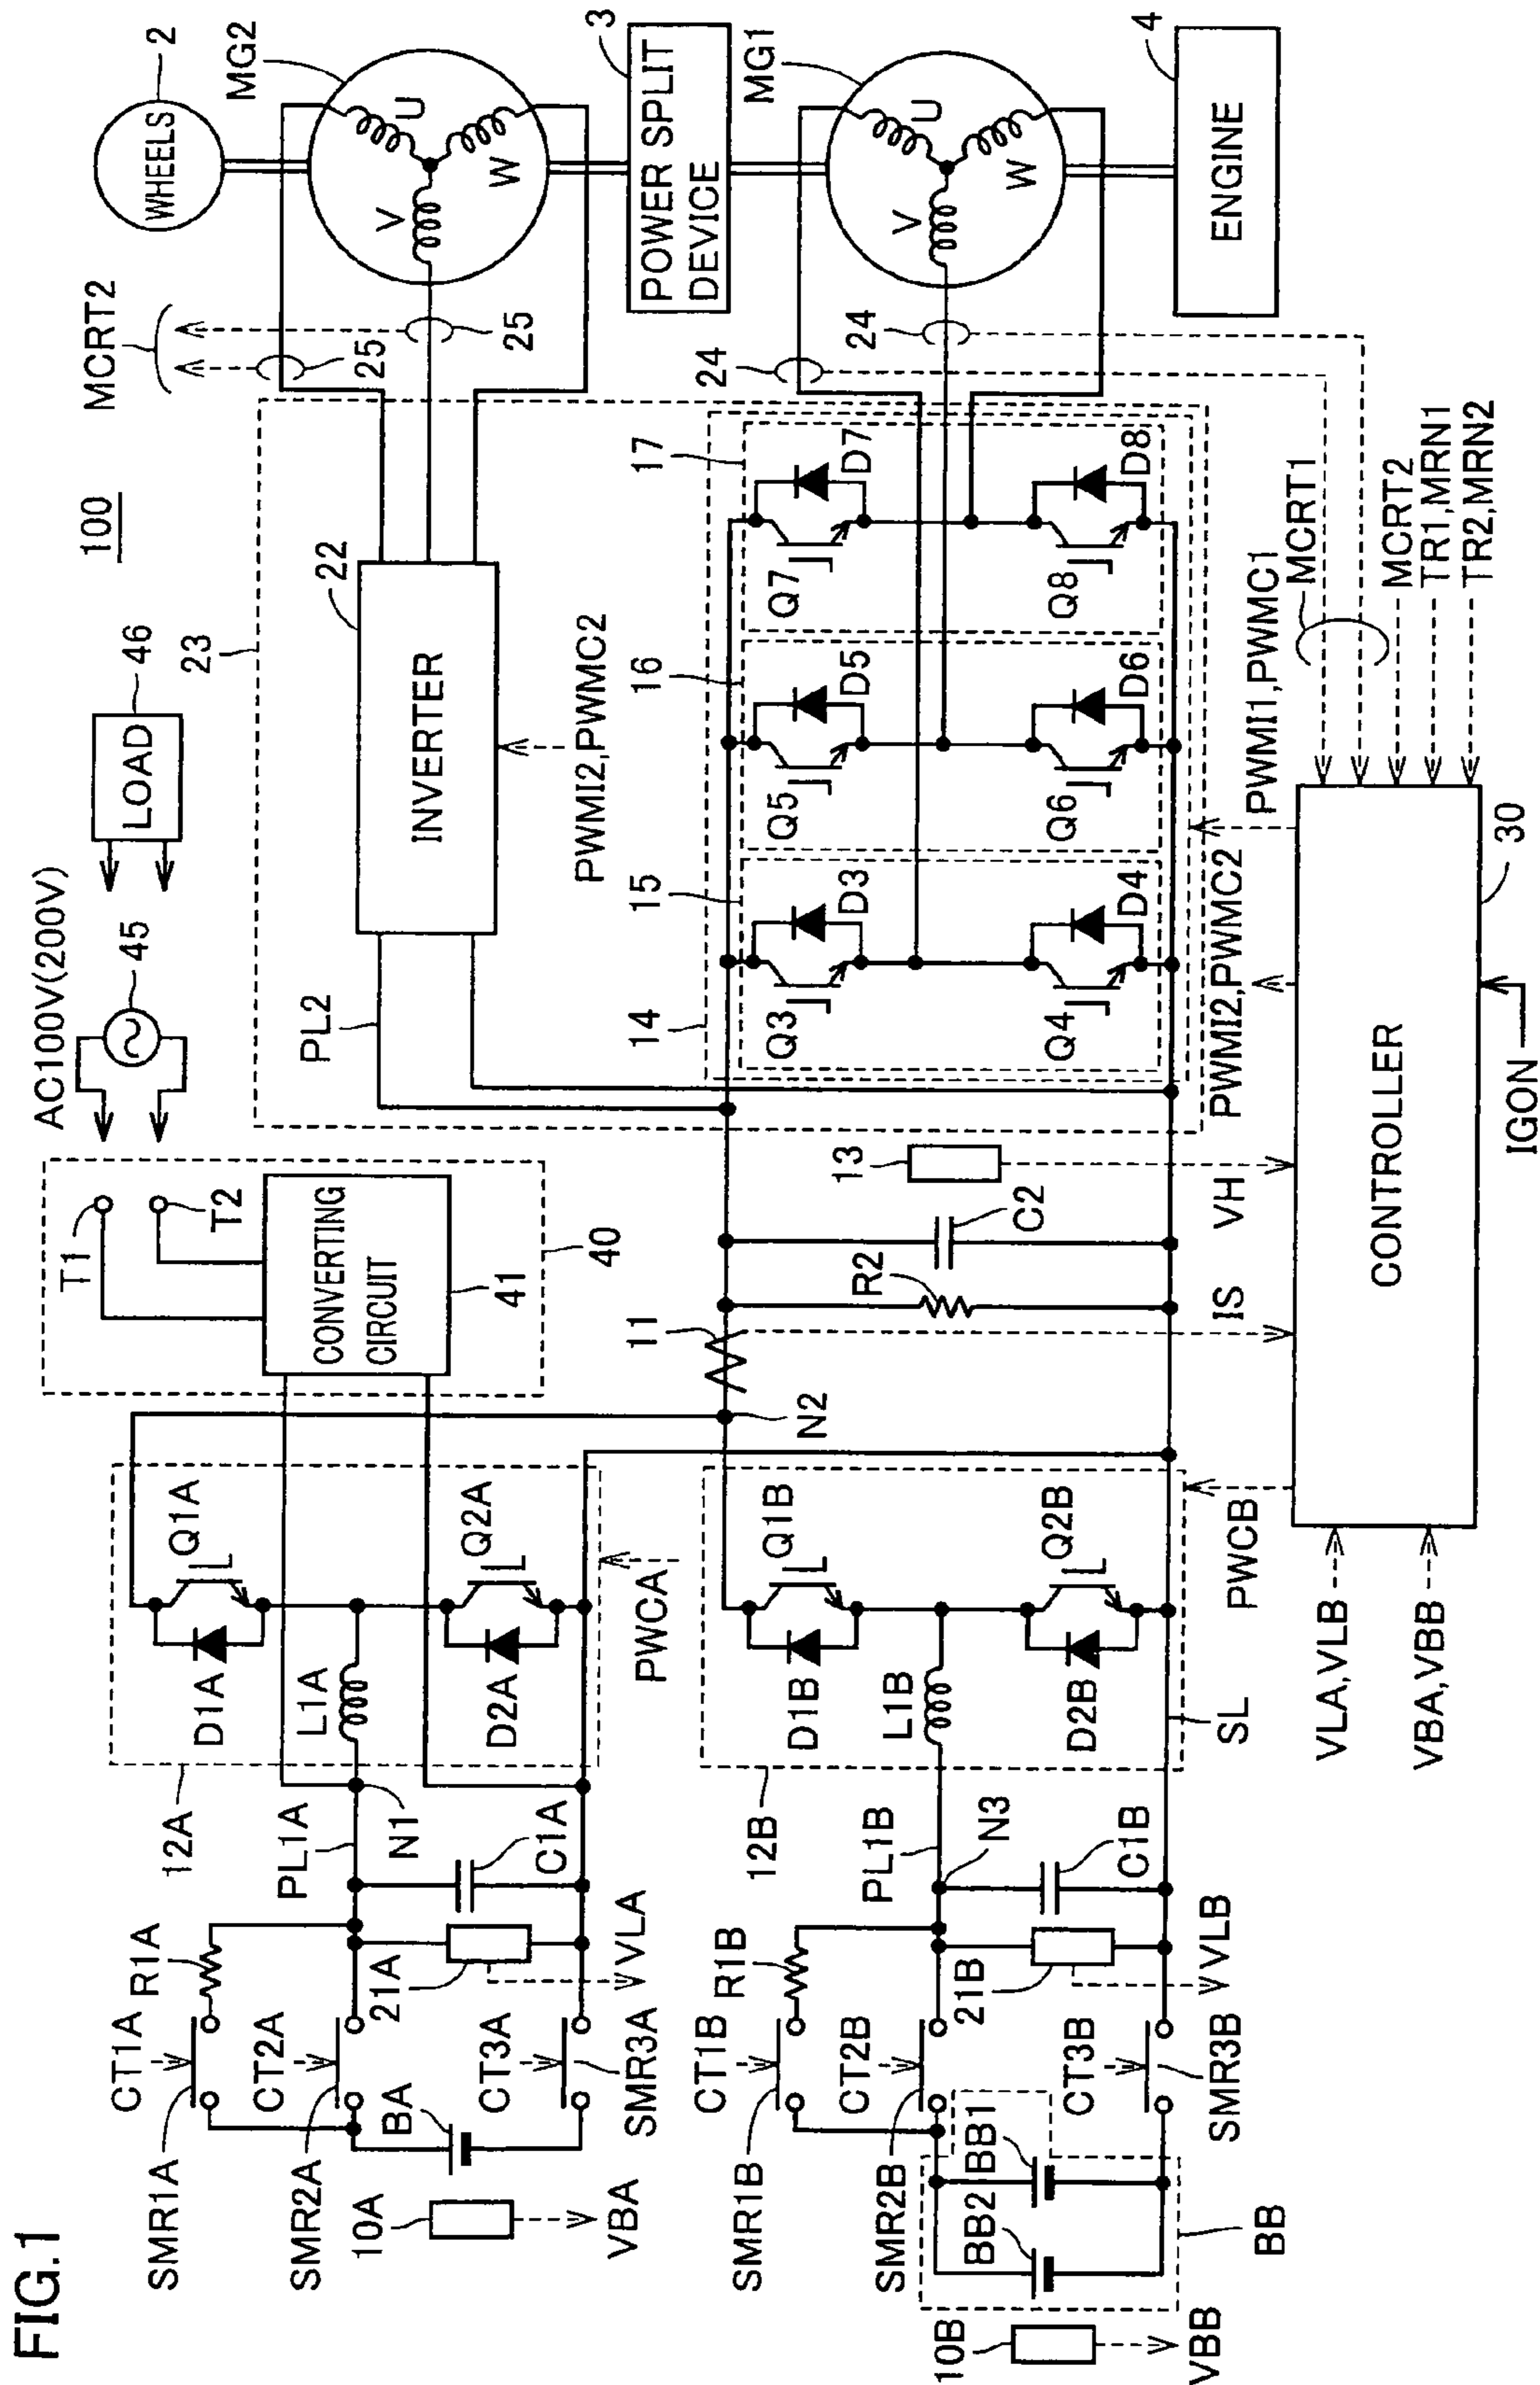 FIG.1
100
WHEELS
2
MG2
U
V
W
3
POWER SPLIT
DEVICE
MG1
U
V
W
4
ENGINE
MCRT2
25
25
24
24
AC100V(200V)
45
LOAD
46
23
22
INVERTER
PL2
PWMI2,PWMC2
T1
T2
CONVERTING
CIRCUIT
41
40
14
15
16
17
Q3
D3
Q4
D4
Q5
D5
Q6
D6
Q7
D7
Q8
D8
11
N2
R2
C2
13
IS
VH
12A
Q1A
D1A
L1A
Q2A
D2A
PWCA
PL1A
N1
C1A
R1A
21A
VLA
CT1A
SMR1A
CT2A
SMR2A
CT3A
SMR3A
BA
10A
VBA
12B
Q1B
D1B
L1B
Q2B
D2B
PWCB
SL
PL1B
N3
C1B
R1B
21B
VLB
CT1B
SMR1B
CT2B
SMR2B
CT3B
SMR3B
BB1
BB2
BB
10B
VBB
PWMI2,PWMC2
PWMI1,PWMC1
MCRT1
MCRT2
TR1,MRN1
TR2,MRN2
CONTROLLER
30
IGON
VLA,VLB
VBA,VBB